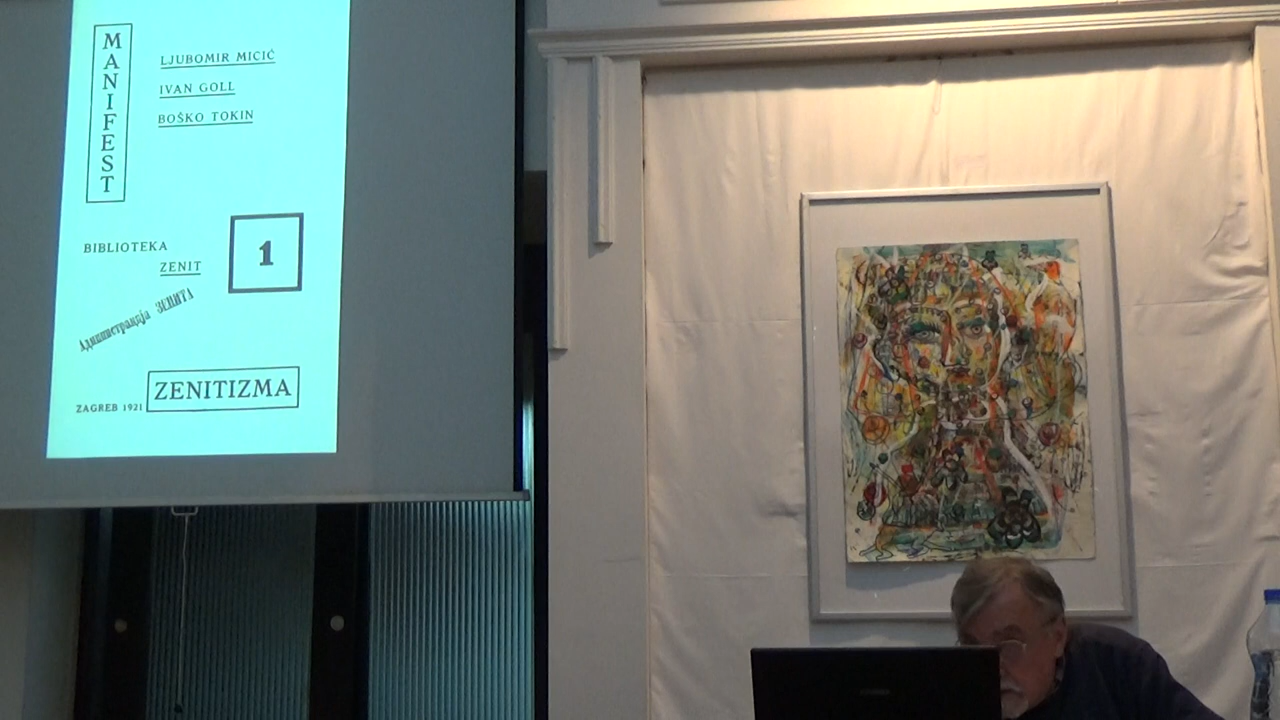 MANIFEST
LJUBOMIR MICIĆ
IVAN GOLL
BOŠKO TOKIN
BIBLIOTEKA
ZENIT
1
Администрација ЗЕНИТА
ZAGREB 1921
ZENITIZMA